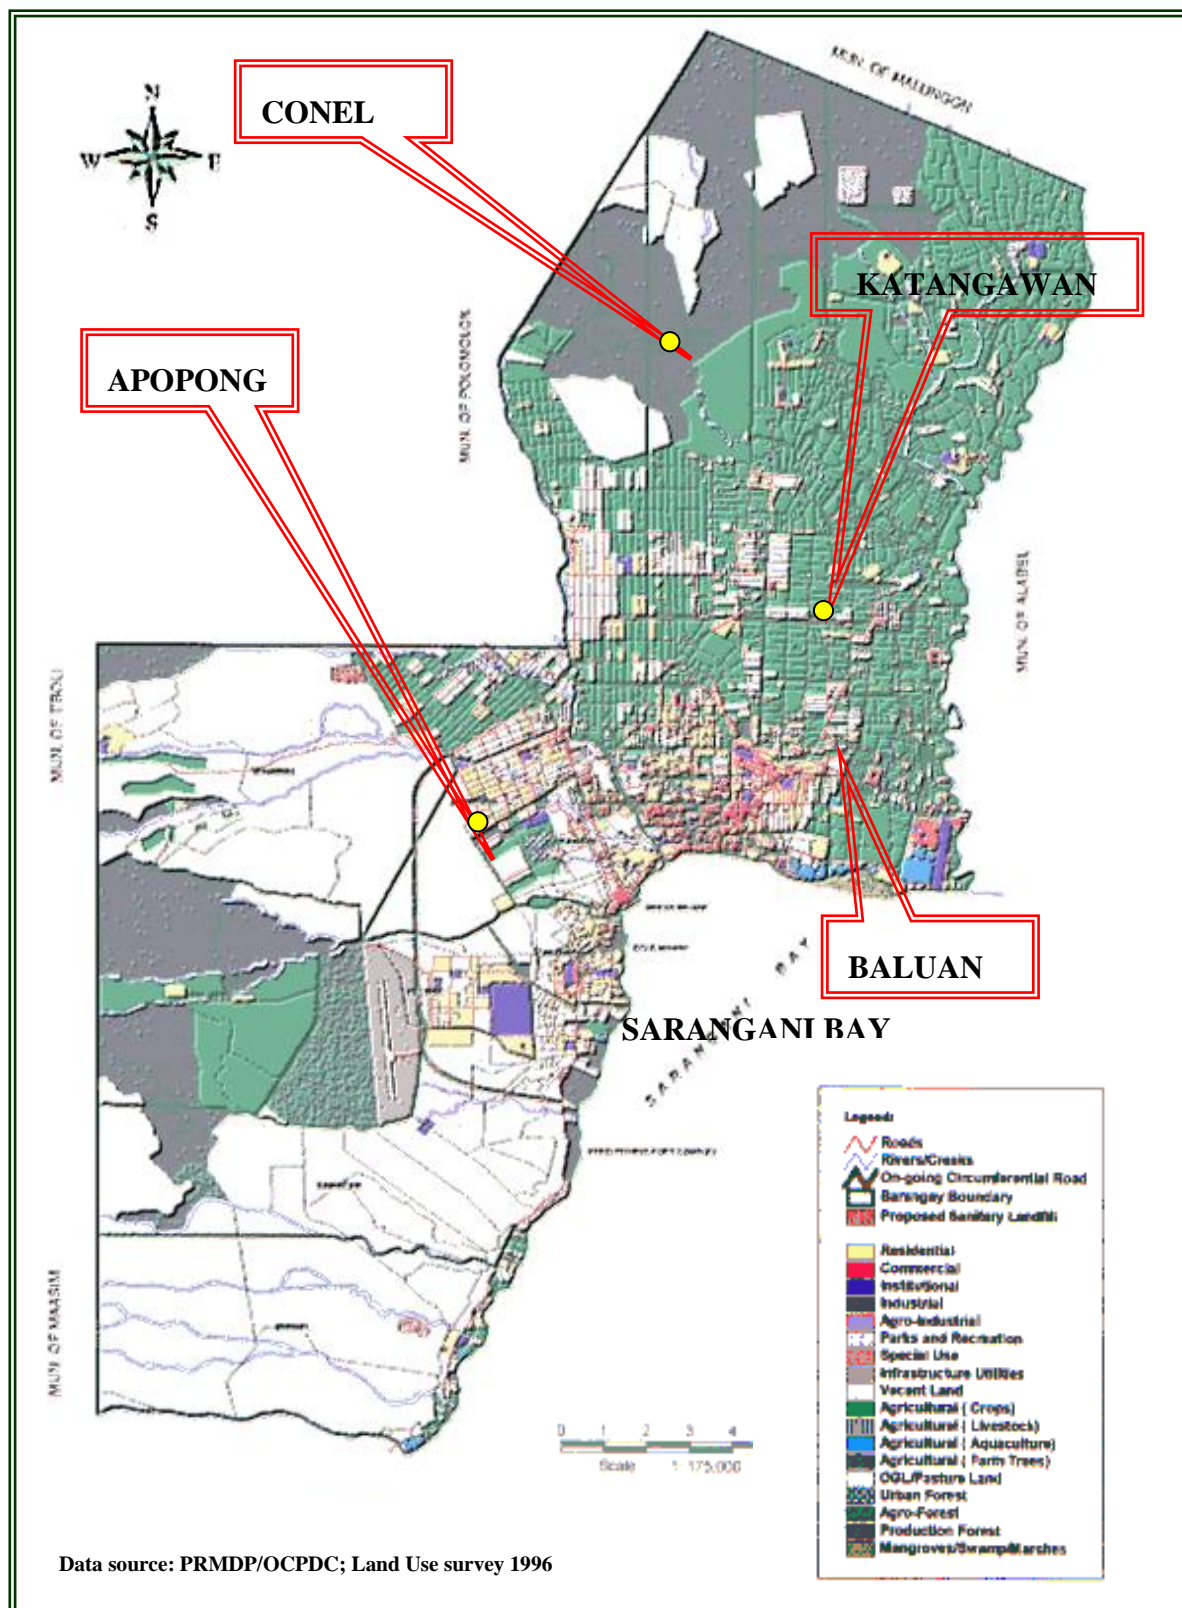 MUN. OF MALUNGON
N
W E
S
CONEL
KATANGAWAN
MUN. OF POLOMOLOK
APOPONG
MUN. OF ALABEL
MUN. OF T'BOLI
BALUAN
SARANGANI BAY
SARANGANI BAY
MUN. OF MAASIM
Legend:
Roads
Rivers/Creeks
On-going Circumferential Road
Barangay Boundary
Proposed Sanitary Landfill
Residential
Commercial
Institutional
Industrial
Agro-Industrial
Parks and Recreation
Special Use
Infrastructure Utilities
Vacant Land
Agricultural ( Crops)
Agricultural ( Livestock)
Agricultural ( Aquaculture)
Agricultural ( Farm Trees)
OGL/Pasture Land
Urban Forest
Agro-Forest
Production Forest
Mangroves/Swamp/Marshes
0 1 2 3 4
Scale 1: 175,000
Data source: PRMDP/OCPDC; Land Use survey 1996